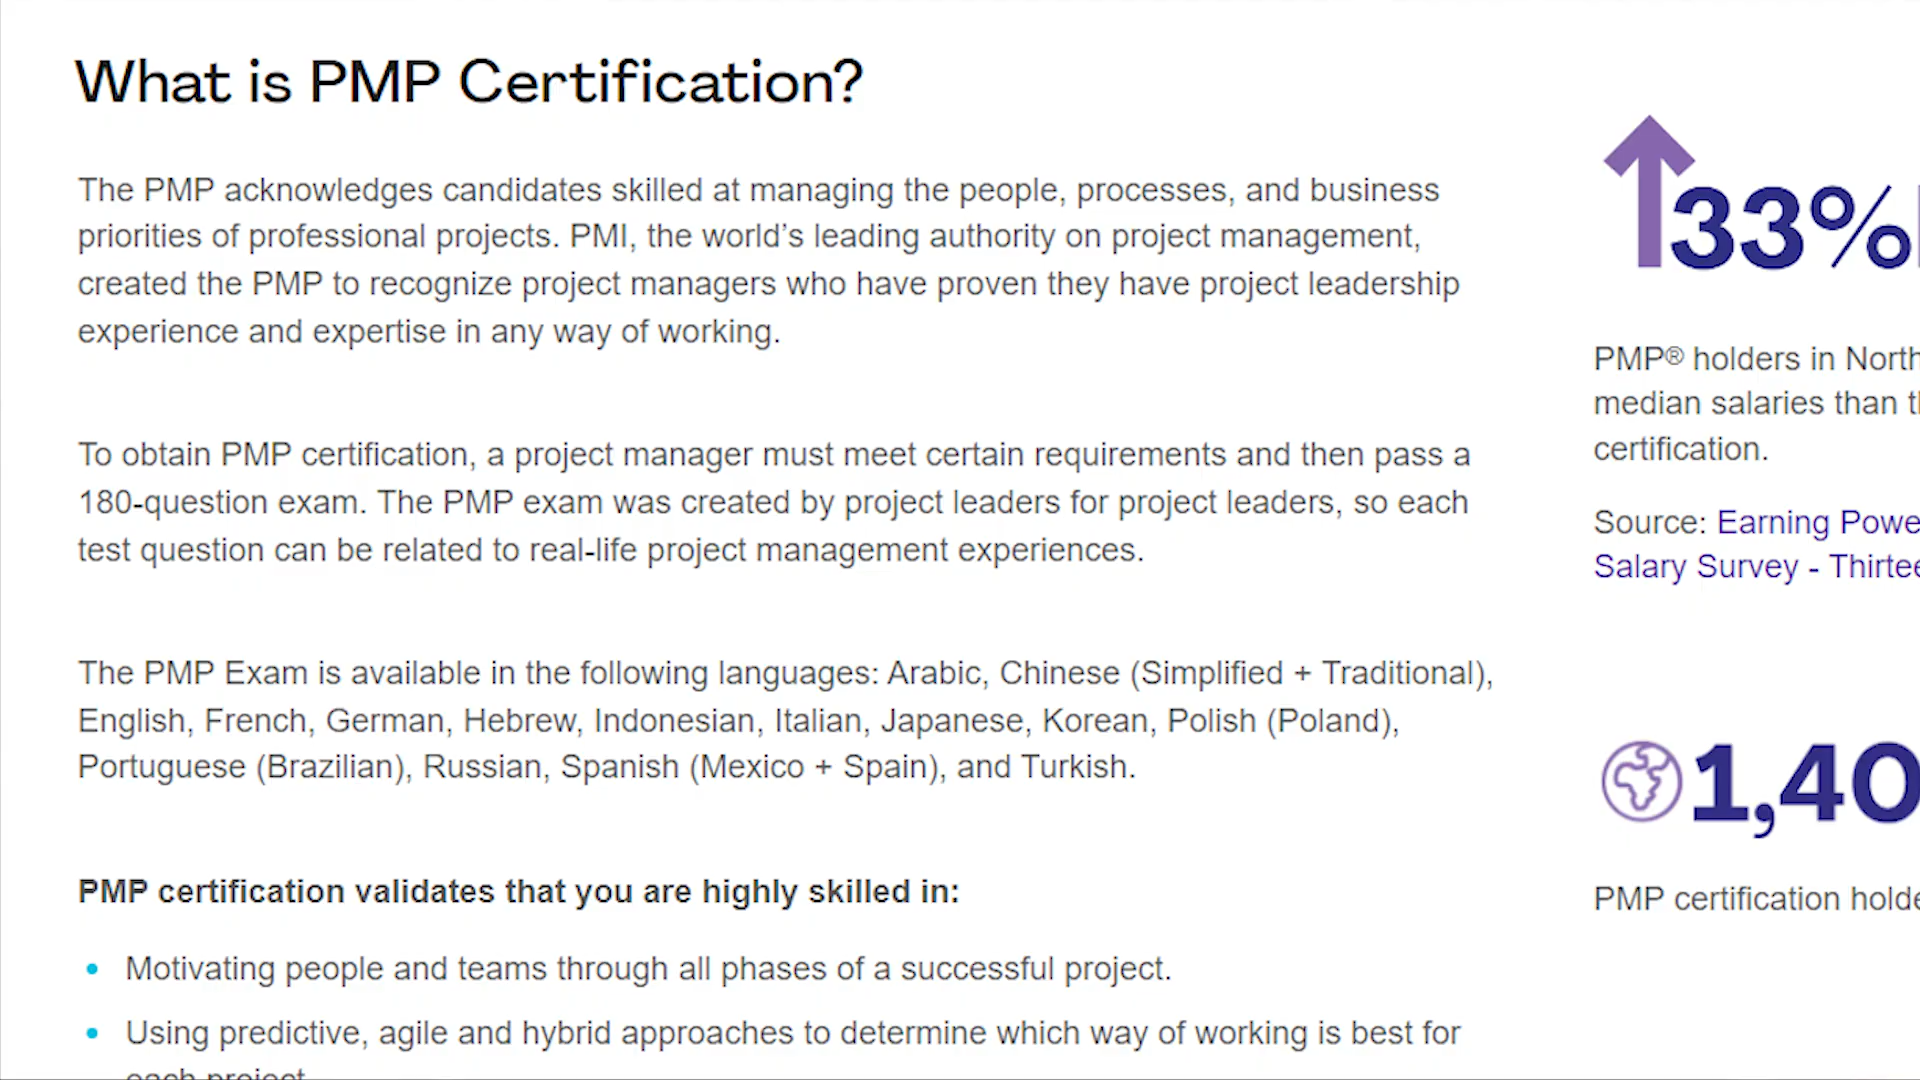 What is PMP Certification?
The PMP acknowledges candidates skilled at managing the people, processes, and business
priorities of professional projects. PMI, the world’s leading authority on project management,
created the PMP to recognize project managers who have proven they have project leadership
experience and expertise in any way of working.
To obtain PMP certification, a project manager must meet certain requirements and then pass a
180-question exam. The PMP exam was created by project leaders for project leaders, so each
test question can be related to real-life project management experiences.
The PMP Exam is available in the following languages: Arabic, Chinese (Simplified + Traditional),
English, French, German, Hebrew, Indonesian, Italian, Japanese, Korean, Polish (Poland),
Portuguese (Brazilian), Russian, Spanish (Mexico + Spain), and Turkish.
PMP certification validates that you are highly skilled in:
• Motivating people and teams through all phases of a successful project.
• Using predictive, agile and hybrid approaches to determine which way of working is best for
each project.
33%
PMP® holders in North
median salaries than
certification.
Source: Earning Powe
Salary Survey - Thirtee
1,40
PMP certification holde